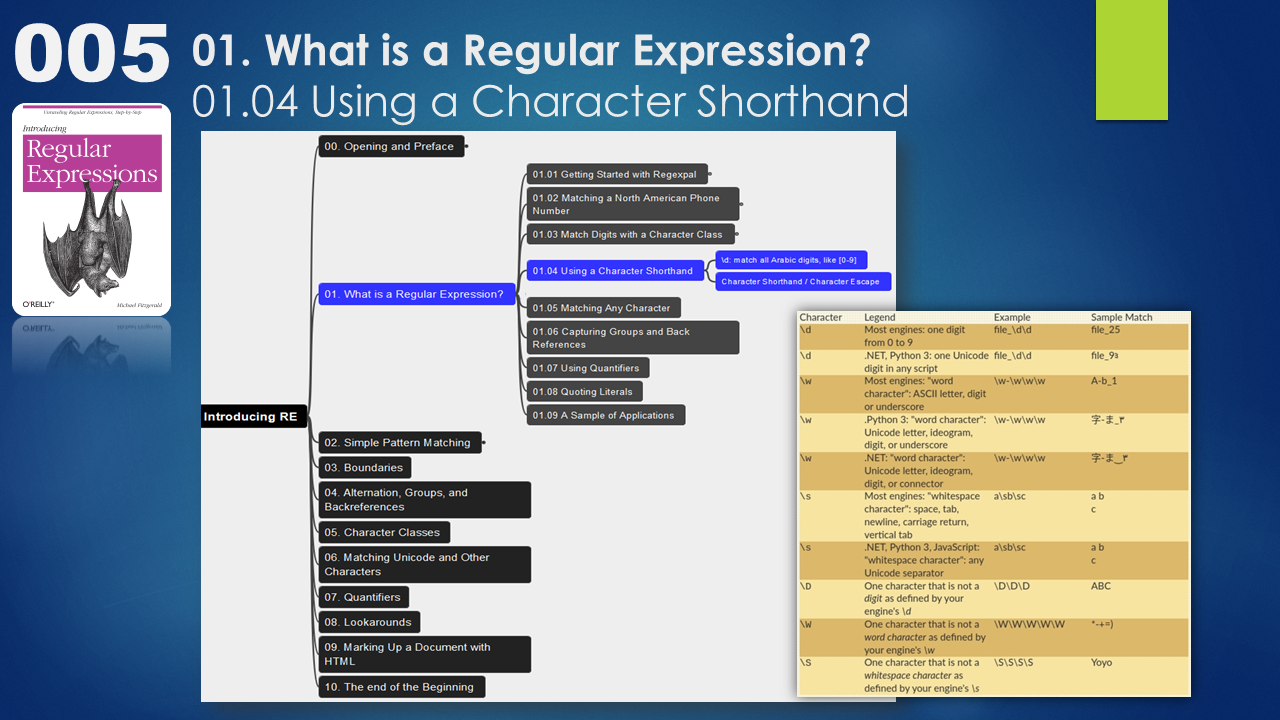 005
01. What is a Regular Expression?
01.04 Using a Character Shorthand
Unraveling Regular Expressions, Step-by-Step
Introducing
Regular
Expressions
O'REILLY®
Michael Fitzgerald
Introducing RE
00. Opening and Preface
01. What is a Regular Expression?
01.01 Getting Started with Regexpal
01.02 Matching a North American Phone
Number
01.03 Match Digits with a Character Class
01.04 Using a Character Shorthand
\d: match all Arabic digits, like [0-9]
Character Shorthand / Character Escape
01.05 Matching Any Character
01.06 Capturing Groups and Back
References
01.07 Using Quantifiers
01.08 Quoting Literals
01.09 A Sample of Applications
02. Simple Pattern Matching
03. Boundaries
04. Alternation, Groups, and
Backreferences
05. Character Classes
06. Matching Unicode and Other
Characters
07. Quantifiers
08. Lookarounds
09. Marking Up a Document with
HTML
10. The end of the Beginning
Character Legend Example Sample Match
\d Most engines: one digit file_\d\d file_25
from 0 to 9
\d .NET, Python 3: one Unicode file_\d\d file_9੩
digit in any script
\w Most engines: "word \w-\w\w\w A-b_1
character": ASCII letter, digit
or underscore
\w .Python 3: "word character": \w-\w\w\w 字-ま_۳
Unicode letter, ideogram,
digit, or underscore
\w .NET: "word character": \w-\w\w\w 字-ま‿۳
Unicode letter, ideogram,
digit, or connector
\s Most engines: "whitespace a\sb\sc a b
character": space, tab, c
newline, carriage return,
vertical tab
\s .NET, Python 3, JavaScript: a\sb\sc a b
"whitespace character": any c
Unicode separator
\D One character that is not a \D\D\D ABC
digit as defined by your
engine's \d
\W One character that is not a \W\W\W\W\W *-+=)
word character as defined by
your engine's \w
\S One character that is not a \S\S\S\S Yoyo
whitespace character as
defined by your engine's \s